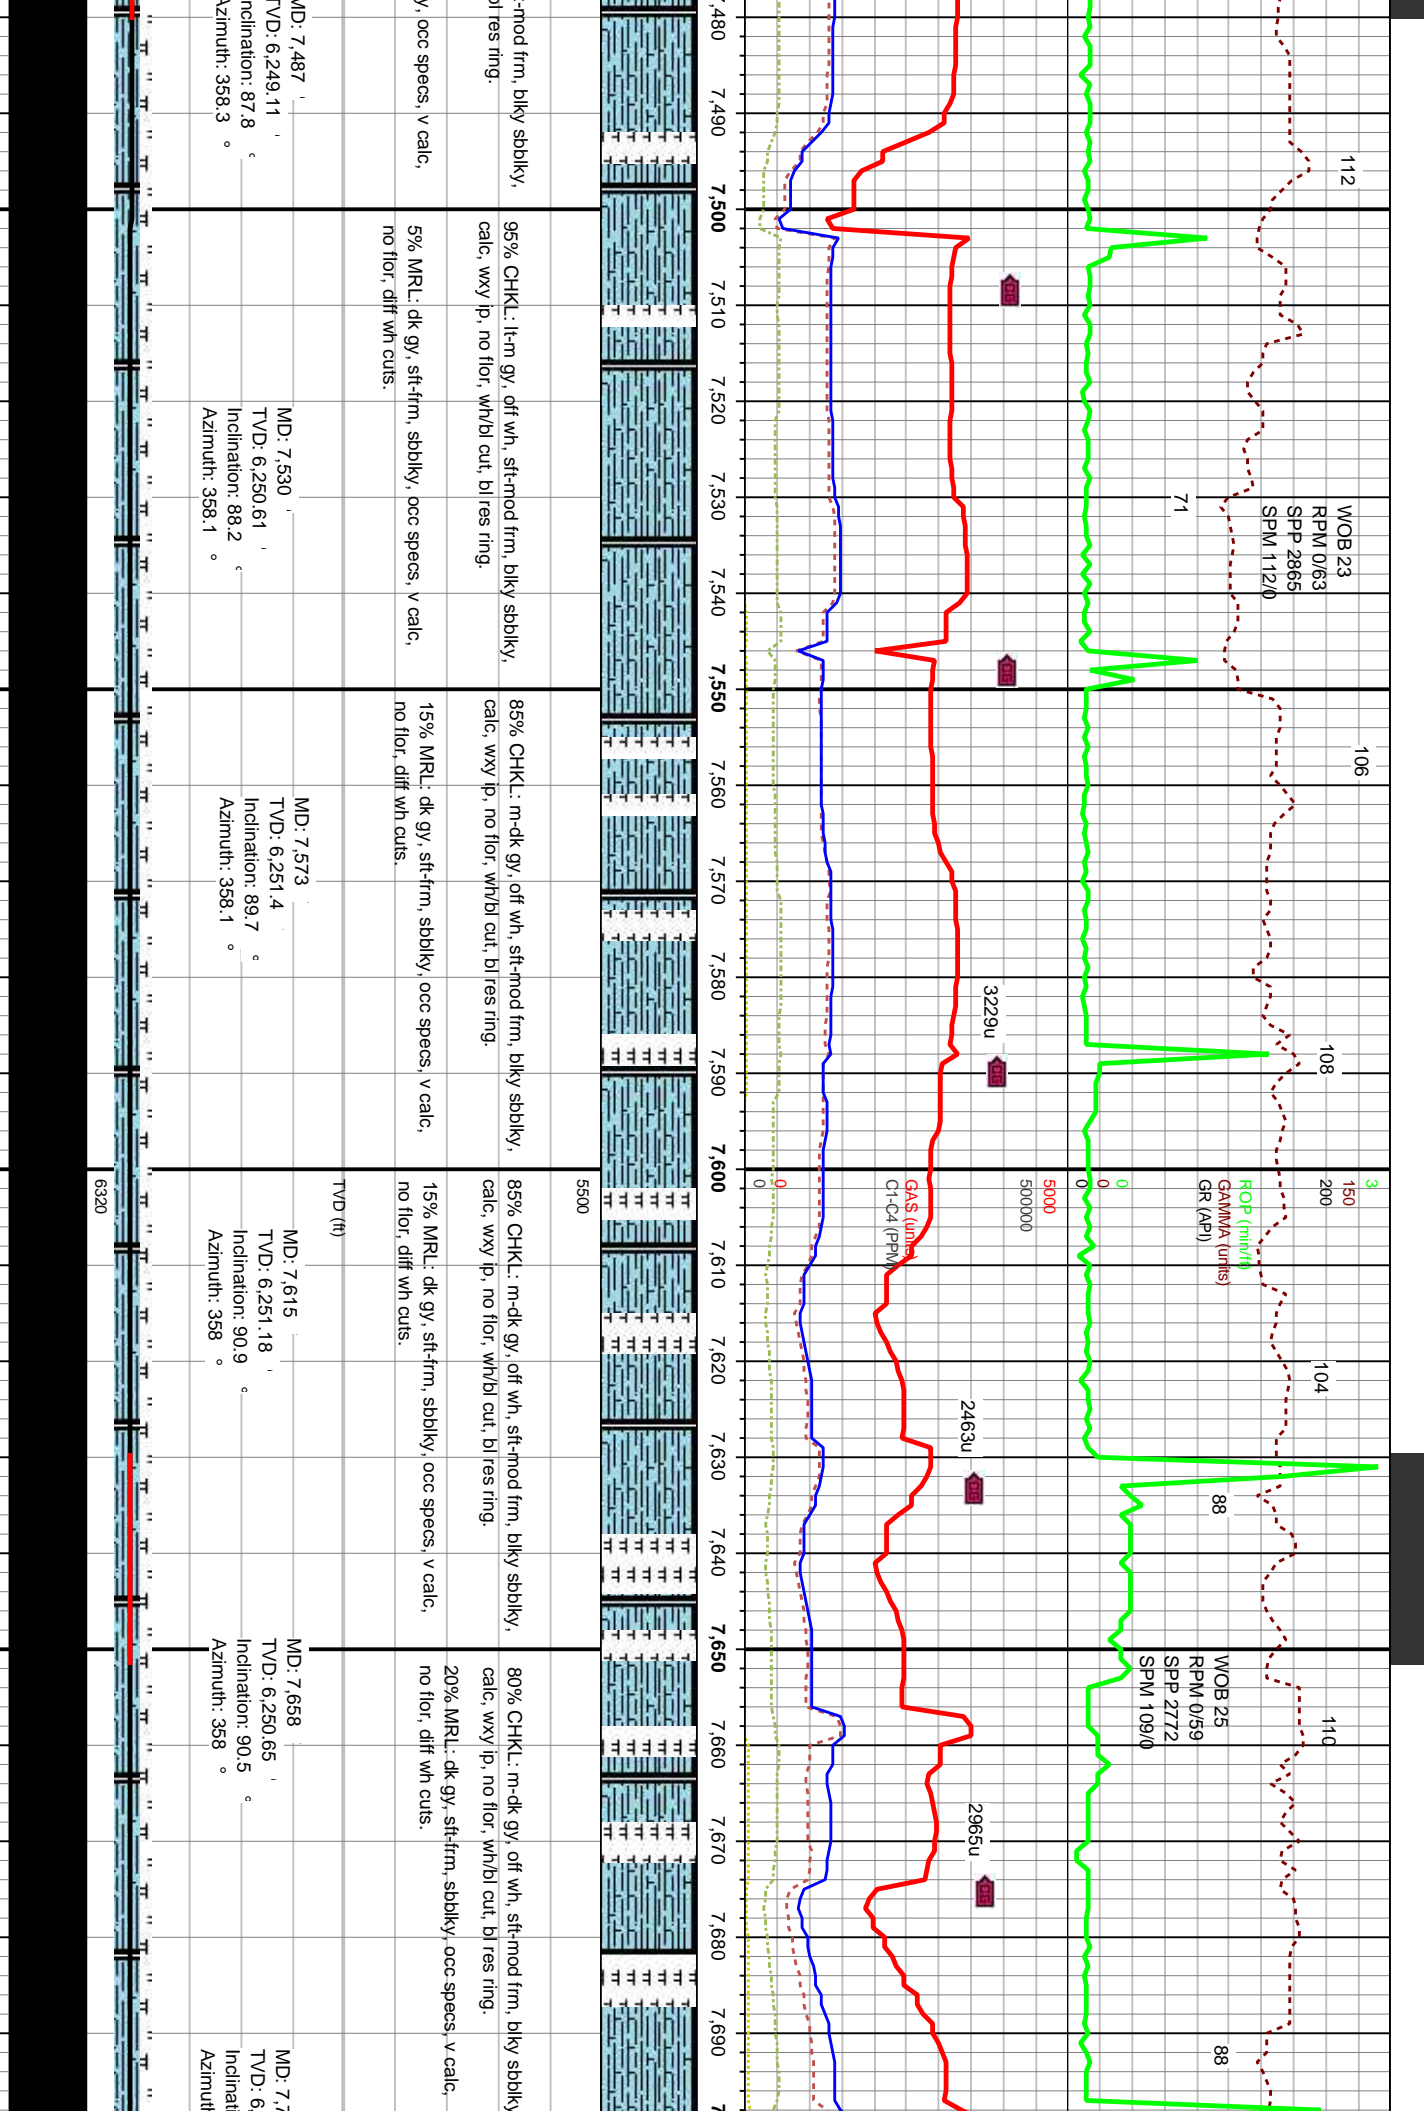 112
71
WOB 23
RPM 0/63
SPP 2865
SPM 112/0
106
108
3
150
200
ROP (min/ft)
GAMMA (units)
GR (API)
0
0
0
104
88
WOB 25
RPM 0/59
SPP 2772
SPM 109/0
110
88
3229u
5000
500000
GAS (units)
C1-C4 (PPM)
0
0
2463u
2965u
7,480
7,490
7,500
7,510
7,520
7,530
7,540
7,550
7,560
7,570
7,580
7,590
7,600
7,610
7,620
7,630
7,640
7,650
7,660
7,670
7,680
7,690
-mod frm, blky sbblky,
bl res ring.
y, occ specs, v calc,
95% CHKL: lt-m gy, off wh, sft-mod frm, blky sbblky,
calc, wxy ip, no flor, wh/bl cut, bl res ring.
5% MRL: dk gy, sft-frm, sbblky, occ specs, v calc,
no flor, diff wh cuts.
85% CHKL: m-dk gy, off wh, sft-mod frm, blky sbblky,
calc, wxy ip, no flor, wh/bl cut, bl res ring.
15% MRL: dk gy, sft-frm, sbblky, occ specs, v calc,
no flor, diff wh cuts.
85% CHKL: m-dk gy, off wh, sft-mod frm, blky sbblky,
calc, wxy ip, no flor, wh/bl cut, bl res ring.
15% MRL: dk gy, sft-frm, sbblky, occ specs, v calc,
no flor, diff wh cuts.
80% CHKL: m-dk gy, off wh, sft-mod frm, blky sbblky
calc, wxy ip, no flor, wh/bl cut, bl res ring.
20% MRL: dk gy, sft-frm, sbblky, occ specs, v calc,
no flor, diff wh cuts.
5500
TVD (ft)
6320
MD: 7,487
TVD: 6,249.11
Inclination: 87.8 °
Azimuth: 358.3 °
MD: 7,530
TVD: 6,250.61
Inclination: 88.2 °
Azimuth: 358.1 °
MD: 7,573
TVD: 6,251.4
Inclination: 89.7 °
Azimuth: 358.1 °
MD: 7,615
TVD: 6,251.18
Inclination: 90.9 °
Azimuth: 358 °
MD: 7,658
TVD: 6,250.65
Inclination: 90.5 °
Azimuth: 358 °
MD: 7,7
TVD: 6,
Inclinati
Azimuth